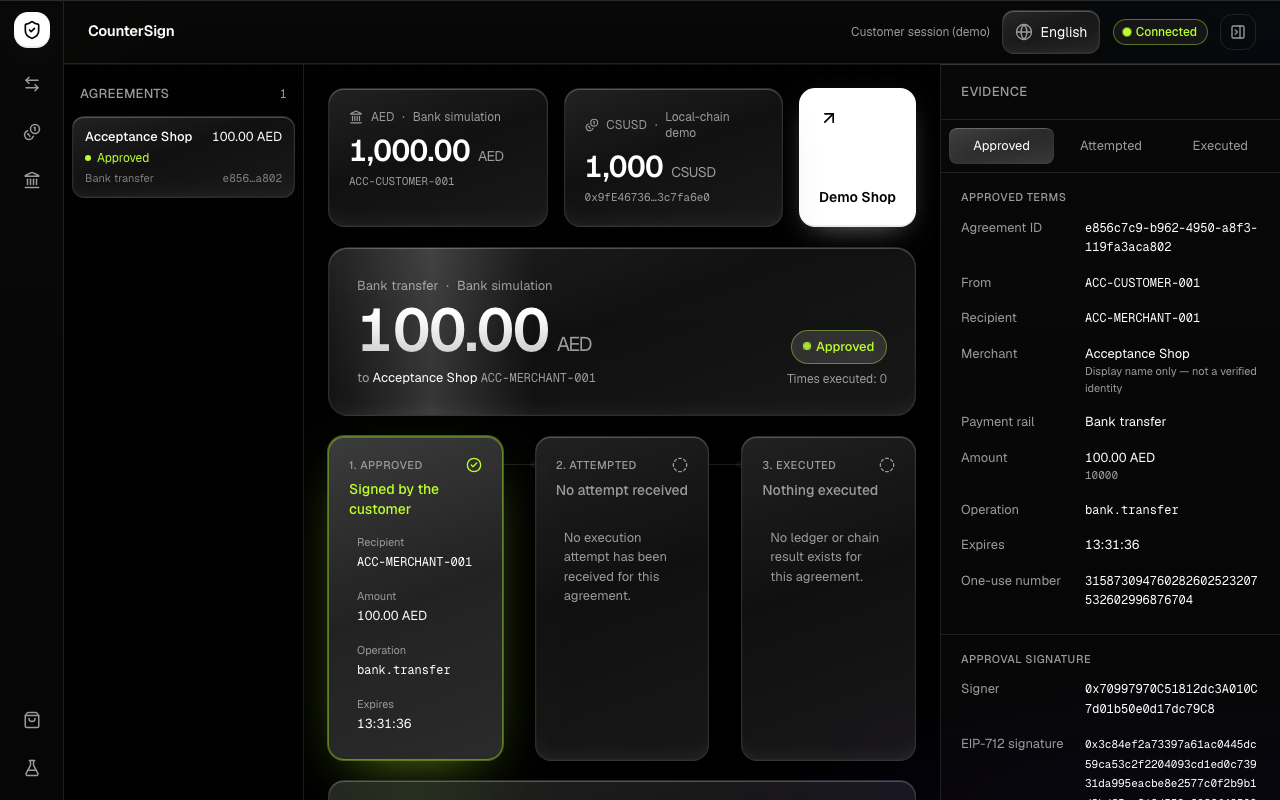 CounterSign
Customer session (demo)
English
Connected
AGREEMENTS 1
Acceptance Shop 100.00 AED
Approved
Bank transfer e856…a802
AED · Bank simulation
1,000.00 AED
ACC-CUSTOMER-001
CSUSD · Local-chain
demo
1,000 CSUSD
0x9fE46736…3c7fa6e0
Demo Shop
Bank transfer · Bank simulation
100.00 AED
to Acceptance Shop ACC-MERCHANT-001
Approved
Times executed: 0
1. APPROVED
Signed by the
customer
Recipient
ACC-MERCHANT-001
Amount
100.00 AED
Operation
bank.transfer
Expires
13:31:36
2. ATTEMPTED
No attempt received
No execution
attempt has been
received for this
agreement.
3. EXECUTED
Nothing executed
No ledger or chain
result exists for
this agreement.
EVIDENCE
Approved Attempted Executed
APPROVED TERMS
Agreement ID e856c7c9-b962-4950-a8f3-
119fa3aca802
From ACC-CUSTOMER-001
Recipient ACC-MERCHANT-001
Merchant Acceptance Shop
Display name only — not a verified
identity
Payment rail Bank transfer
Amount 100.00 AED
10000
Operation bank.transfer
Expires 13:31:36
One-use number 315873094760282602523207
532602996876704
APPROVAL SIGNATURE
Signer 0x70997970C51812dc3A010C
7d01b50e0d17dc79C8
EIP-712 signature 0x3c84ef2a73397a61ac0445dc
59ca53c2f2204093cd1ed0c739
31da995eacbe8e2577c0f2b9b1